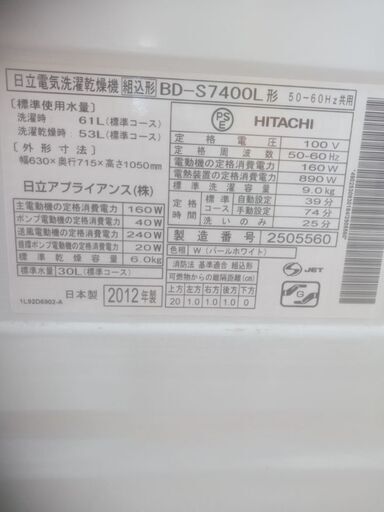 日立電気洗濯乾燥機 組込形 BD-S7400L形 50-60Hz共用
〔標準使用水量〕
洗濯時 61L(標準コース)
洗濯乾燥時 53L(標準コース)
〔外形寸法〕
幅630×奥行715×高さ1050mm
日立アプライアンス(株)
主電動機の定格消費電力 160W
ポンプ電動機の定格消費電力 40W
送風電動機の定格消費電力 240W
循環ポンプ電動機の定格消費電力 20W
標準乾燥容量 6.0kg
標準水量 30L(標準コース)
日本製 2012年製
1L92D6902-A
PSE
HITACHI
定格電圧 100V
定格周波数 50-60Hz
電動機の定格消費電力 160W
電熱装置の定格消費電力 890W
標準洗濯容量 9.0kg
定格時間 標準 自動設定 39分
標準 手動設定 74分
洗いのみ 25分
製造番号 2505560
色柄 W(パールホワイト)
消防法 基準適合 組込形
可燃物からの離隔距離(cm)
上方 左方 右方 前方 後方 下方
20 1.0 1.0 0 1.0 0
S JET
G